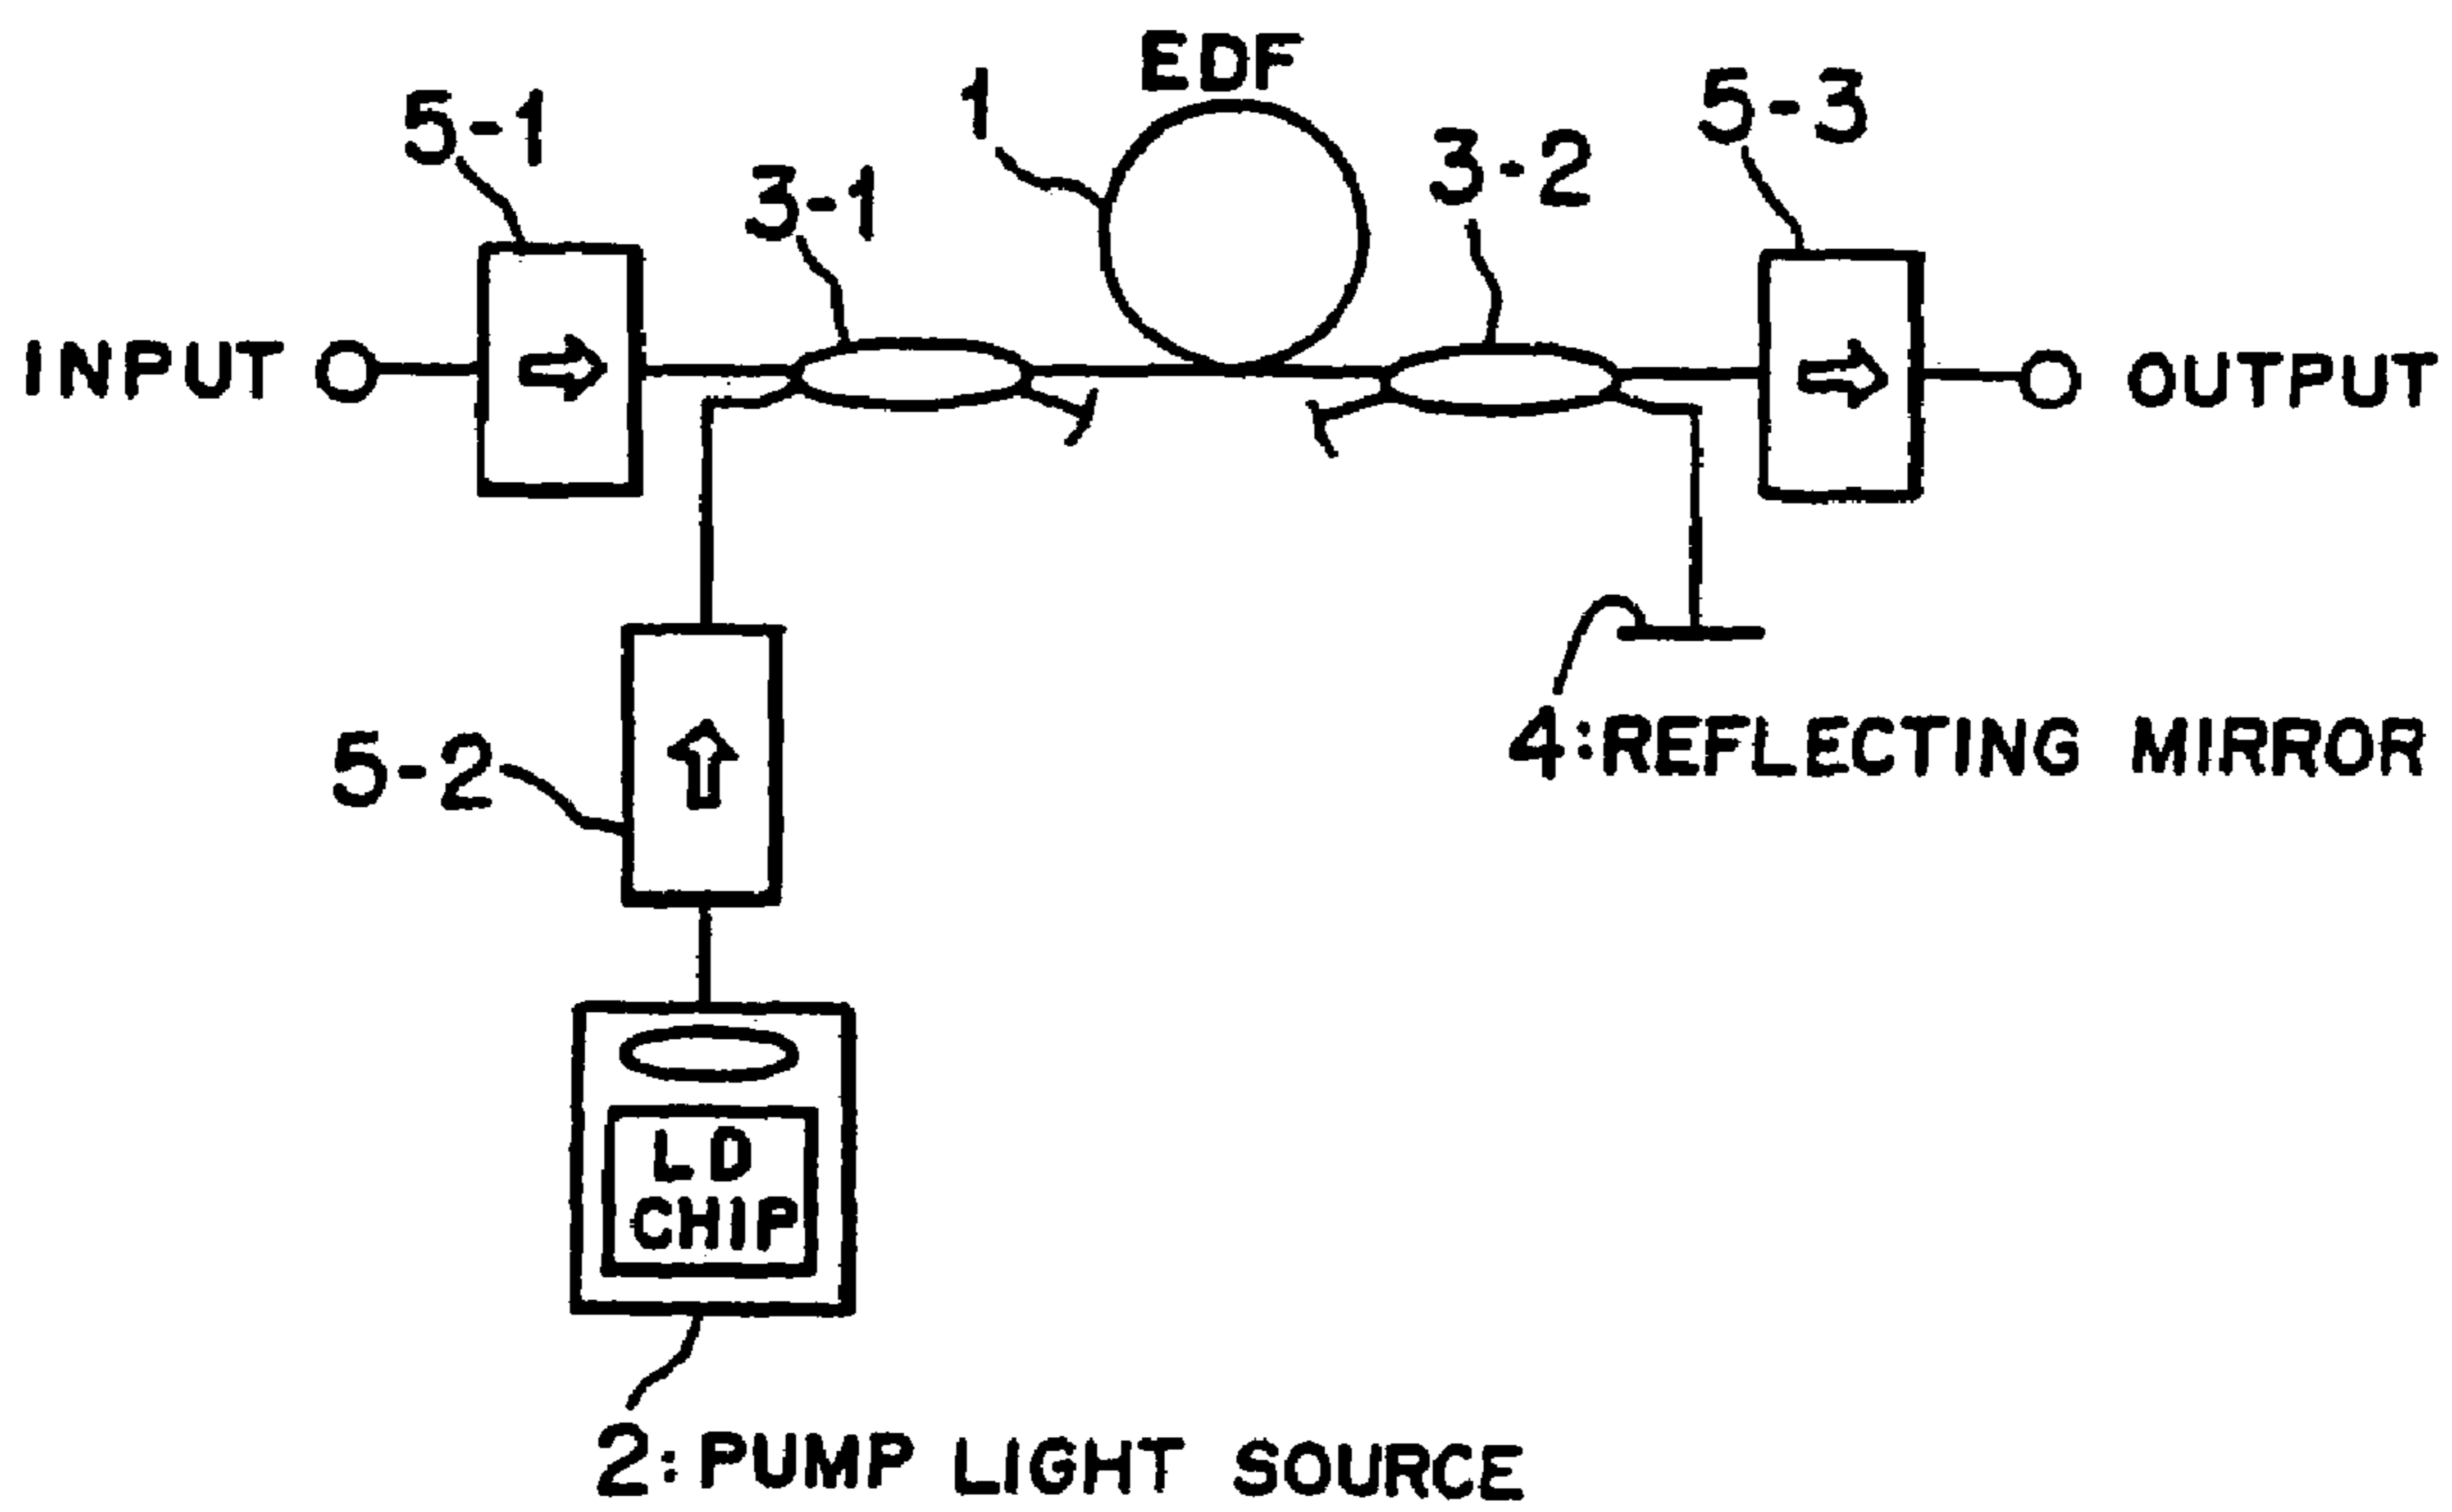 EDF
1
5-1
5-3
3-2
3-1
INPUT
OUTPUT
4:REFLECTING MIRROR
5-2
LD
CHIP
2:PUMP LIGHT SOURCE